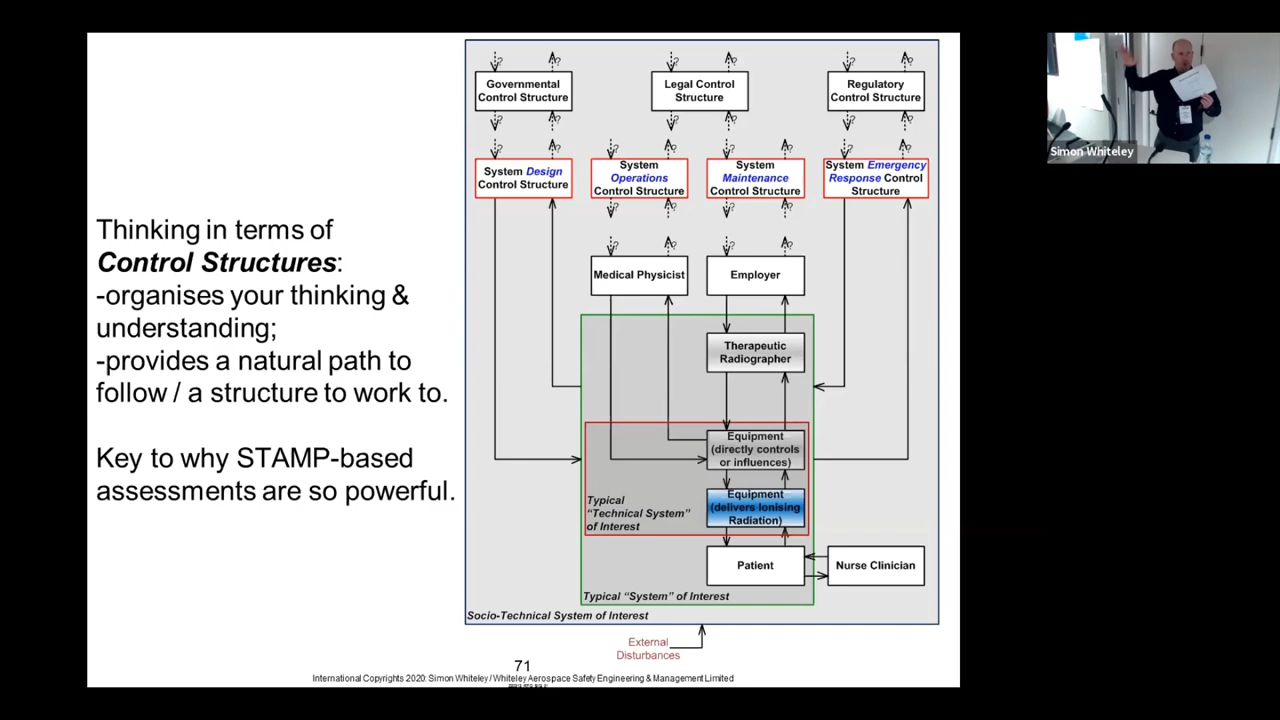 Thinking in terms of
Control Structures:
-organises your thinking &
understanding;
-provides a natural path to
follow / a structure to work to.
Key to why STAMP-based
assessments are so powerful.
? ? ? ? ? ?
Governmental
Control Structure
Legal Control
Structure
Regulatory
Control Structure
? ? ? ? ? ?
? ? ? ? ? ? ? ?
System Design
Control Structure
System
Operations
Control Structure
System
Maintenance
Control Structure
System Emergency
Response Control
Structure
? ? ? ?
? ? ? ?
Medical Physicist
Employer
Therapeutic
Radiographer
Equipment
(directly controls
or influences)
Equipment
(delivers Ionising
Radiation)
Typical
“Technical System”
of Interest
Patient
Nurse Clinician
Typical “System” of Interest
Socio-Technical System of Interest
External
Disturbances
71
International Copyrights 2020: Simon Whiteley / Whiteley Aerospace Safety Engineering & Management Limited
Simon Whiteley